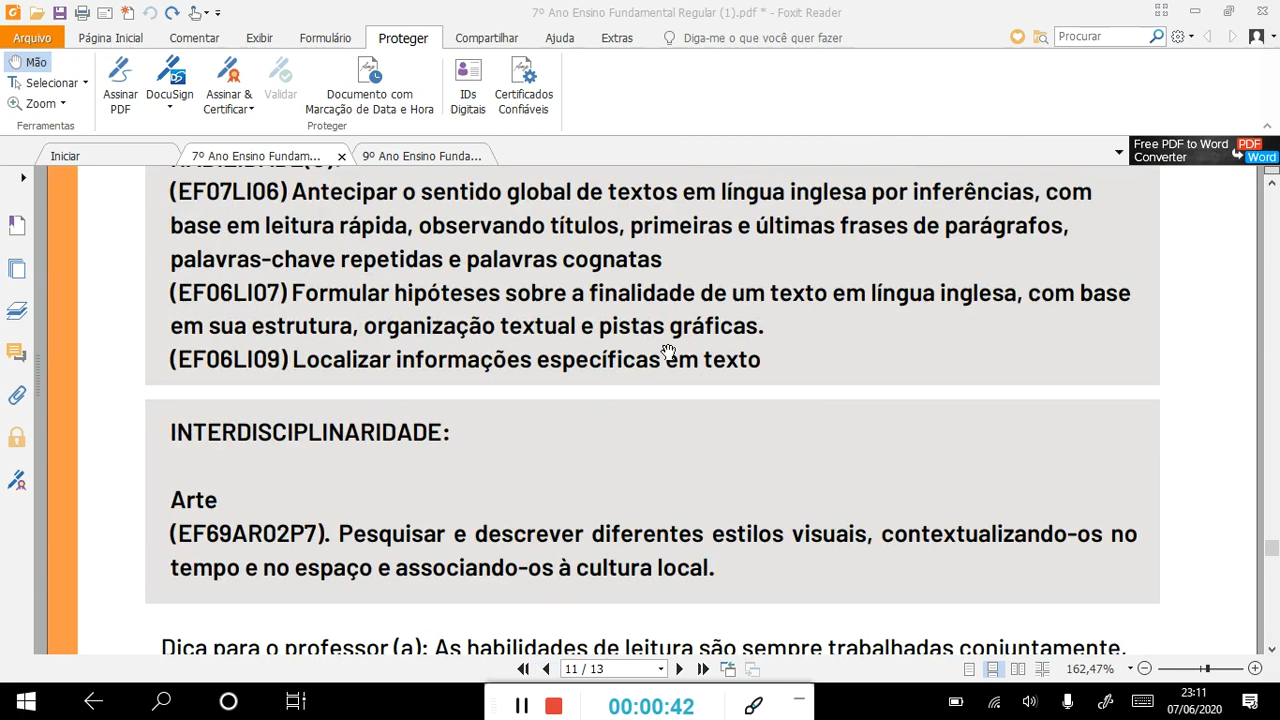 7º Ano Ensino Fundamental Regular (1).pdf * - Foxit Reader
Arquivo
Página Inicial
Comentar
Exibir
Formulário
Proteger
Compartilhar
Ajuda
Extras
Diga-me o que você quer fazer
Procurar
Mão
Selecionar
Zoom
Ferramentas
Assinar
PDF
DocuSign
Assinar &
Certificar
Validar
Documento com
Marcação de Data e Hora
IDs
Digitais
Certificados
Confiáveis
Proteger
Iniciar
7º Ano Ensino Fundam...
9º Ano Ensino Funda...
Free PDF to Word
Converter
PDF
Word
(EF07LI06) Antecipar o sentido global de textos em língua inglesa por inferências, com
base em leitura rápida, observando títulos, primeiras e últimas frases de parágrafos,
palavras-chave repetidas e palavras cognatas
(EF06LI07) Formular hipóteses sobre a finalidade de um texto em língua inglesa, com base
em sua estrutura, organização textual e pistas gráficas.
(EF06LI09) Localizar informações específicas em texto
INTERDISCIPLINARIDADE:
Arte
(EF69AR02P7). Pesquisar e descrever diferentes estilos visuais, contextualizando-os no
tempo e no espaço e associando-os à cultura local.
Dica para o professor (a): As habilidades de leitura são sempre trabalhadas conjuntamente.
11 / 13
162,47%
00:00:42
23:11
07/06/2020